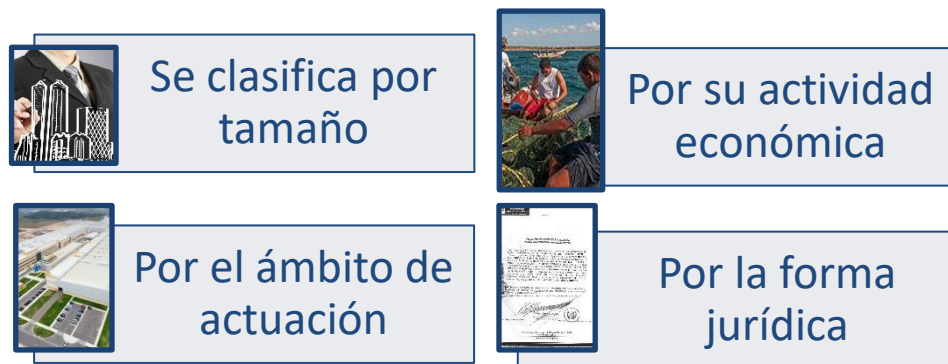 Se clasifica por
tamaño
Por su actividad
económica
Por el ámbito de
actuación
Por la forma
jurídica